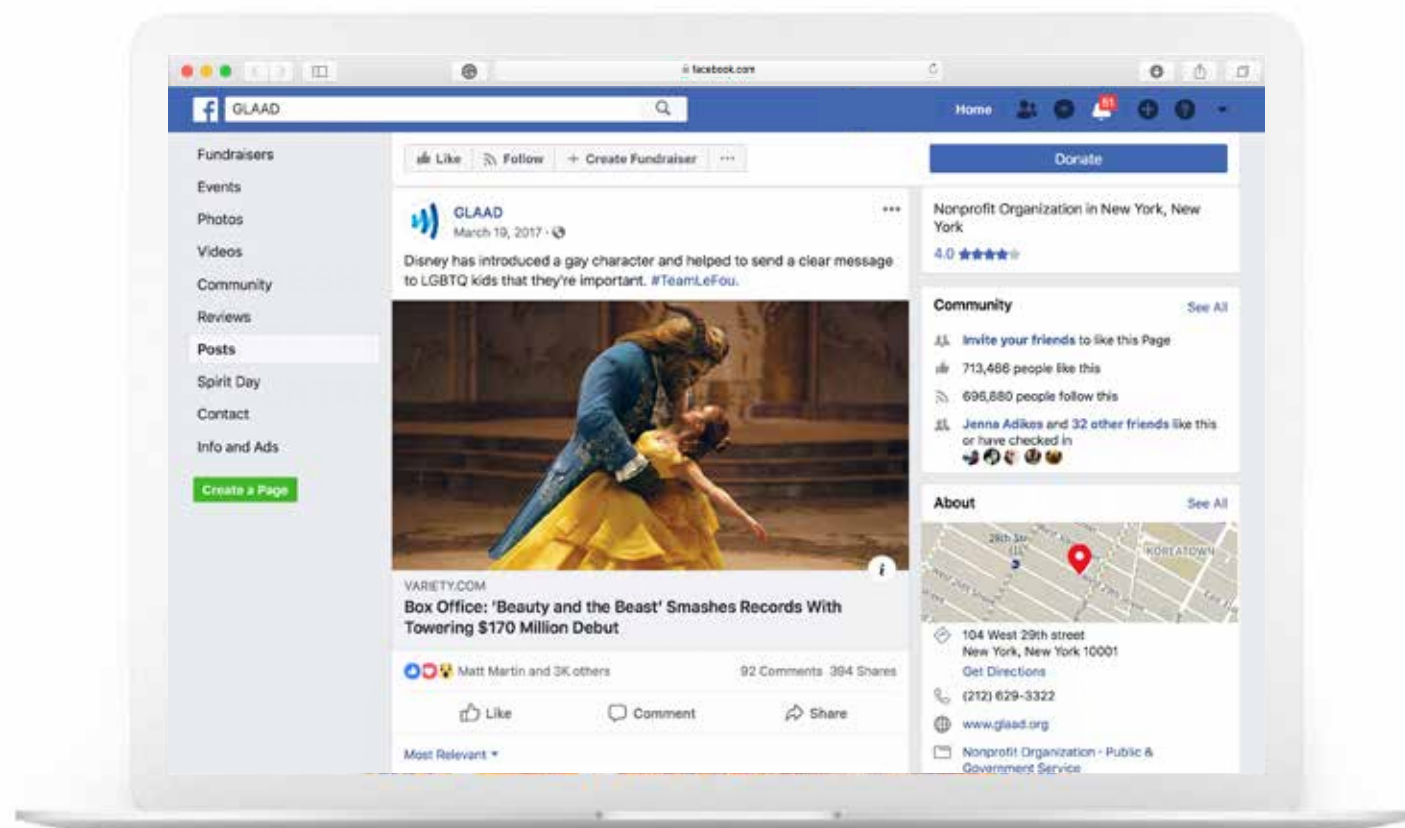 facebook.com
GLAAD
Home
51
Fundraisers
Events
Photos
Videos
Community
Reviews
Posts
Spirit Day
Contact
Info and Ads
Create a Page
Like
Follow
+ Create Fundraiser
...
Donate
GLAAD
March 19, 2017 ·
Disney has introduced a gay character and helped to send a clear message
to LGBTQ kids that they're important. #TeamLeFou.
VARIETY.COM
Box Office: 'Beauty and the Beast' Smashes Records With
Towering $170 Million Debut
Matt Martin and 3K others
92 Comments 394 Shares
Like
Comment
Share
Most Relevant
Nonprofit Organization in New York, New
York
4.0
Community
See All
Invite your friends to like this Page
713,466 people like this
696,880 people follow this
Jenna Adikes and 32 other friends like this
or have checked in
About
See All
KOREATOWN
104 West 29th street
New York, New York 10001
Get Directions
(212) 629-3322
www.glaad.org
Nonprofit Organization · Public &
Government Service